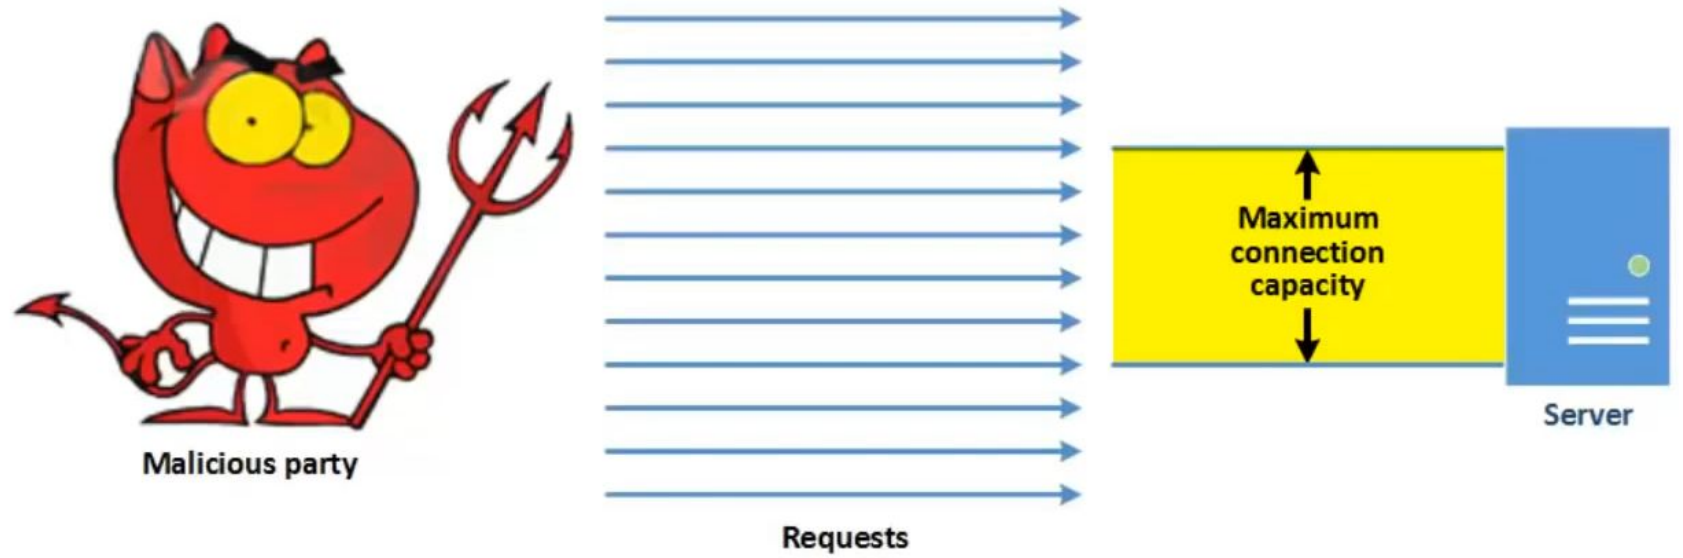 Maximum
connection
capacity
Server
Malicious party
Requests